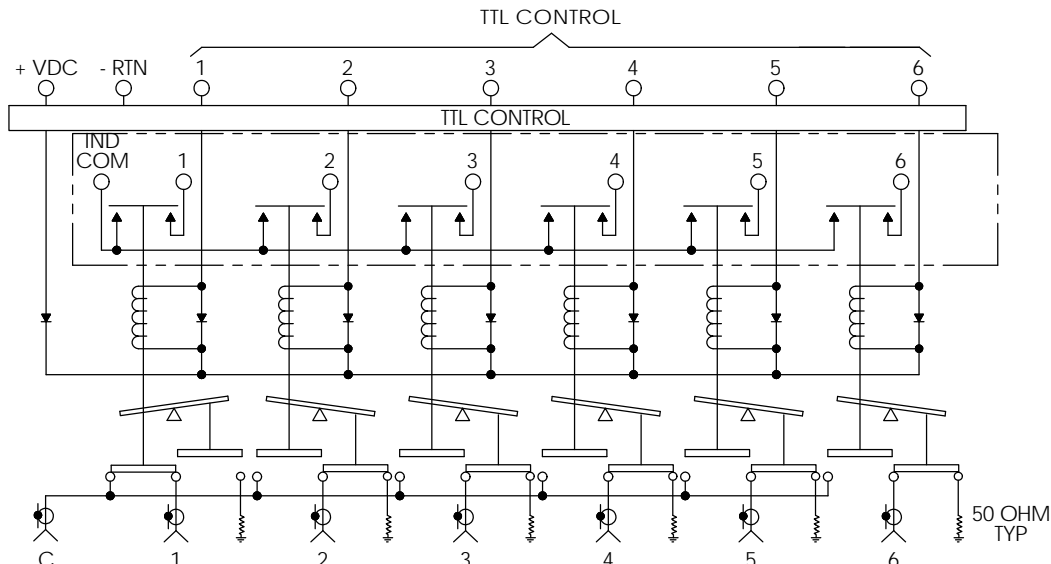 TTL CONTROL
+ VDC - RTN 1 2 3 4 5 6
TTL CONTROL
IND
COM 1 2 3 4 5 6
50 OHM
TYP
C 1 2 3 4 5 6